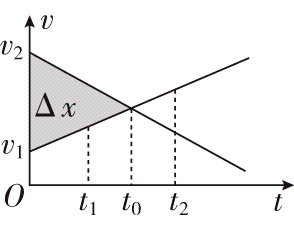 v
v₂
Δx
v₁
O
t₁ t₀ t₂ t